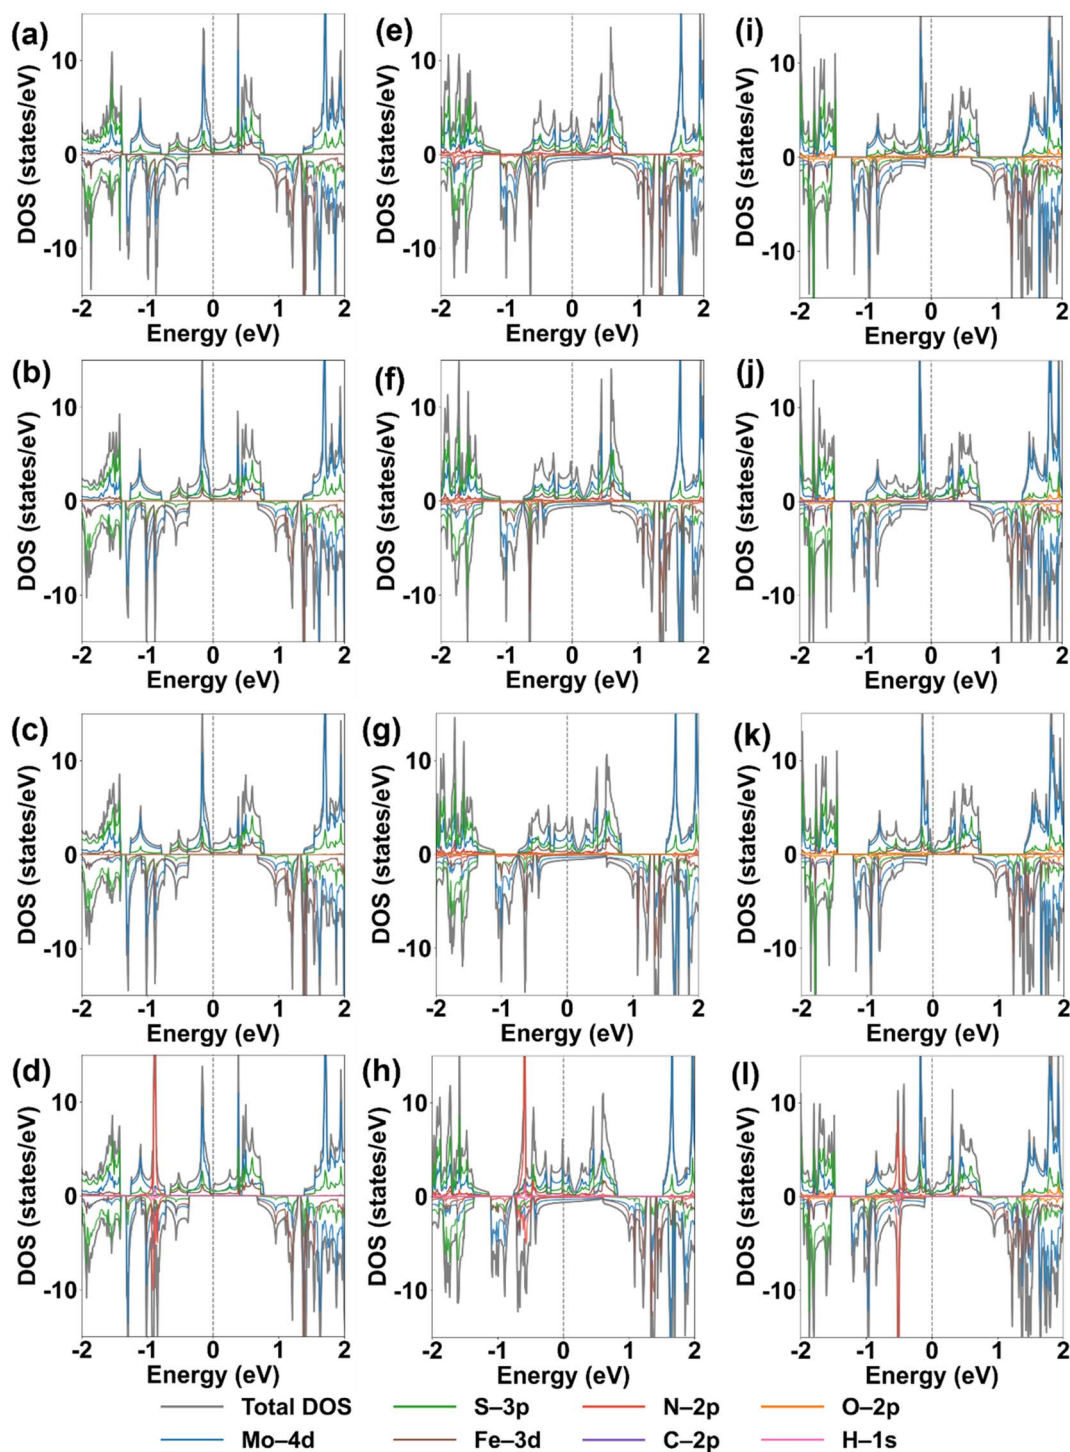 (a) (e) (i)
10 10 10
0 0 0
-10 -10 -10
DOS (states/eV) DOS (states/eV) DOS (states/eV)
-2 -1 0 1 2 -2 -1 0 1 2 -2 -1 0 1 2
Energy (eV) Energy (eV) Energy (eV)
(b) (f) (j)
10 10 10
0 0 0
-10 -10 -10
DOS (states/eV) DOS (states/eV) DOS (states/eV)
-2 -1 0 1 2 -2 -1 0 1 2 -2 -1 0 1 2
Energy (eV) Energy (eV) Energy (eV)
(c) (g) (k)
10 10 10
0 0 0
-10 -10 -10
DOS (states/eV) DOS (states/eV) DOS (states/eV)
-2 -1 0 1 2 -2 -1 0 1 2 -2 -1 0 1 2
Energy (eV) Energy (eV) Energy (eV)
(d) (h) (l)
10 10 10
0 0 0
-10 -10 -10
DOS (states/eV) DOS (states/eV) DOS (states/eV)
-2 -1 0 1 2 -2 -1 0 1 2 -2 -1 0 1 2
Energy (eV) Energy (eV) Energy (eV)
Total DOS S–3p N–2p O–2p
Mo–4d Fe–3d C–2p H–1s